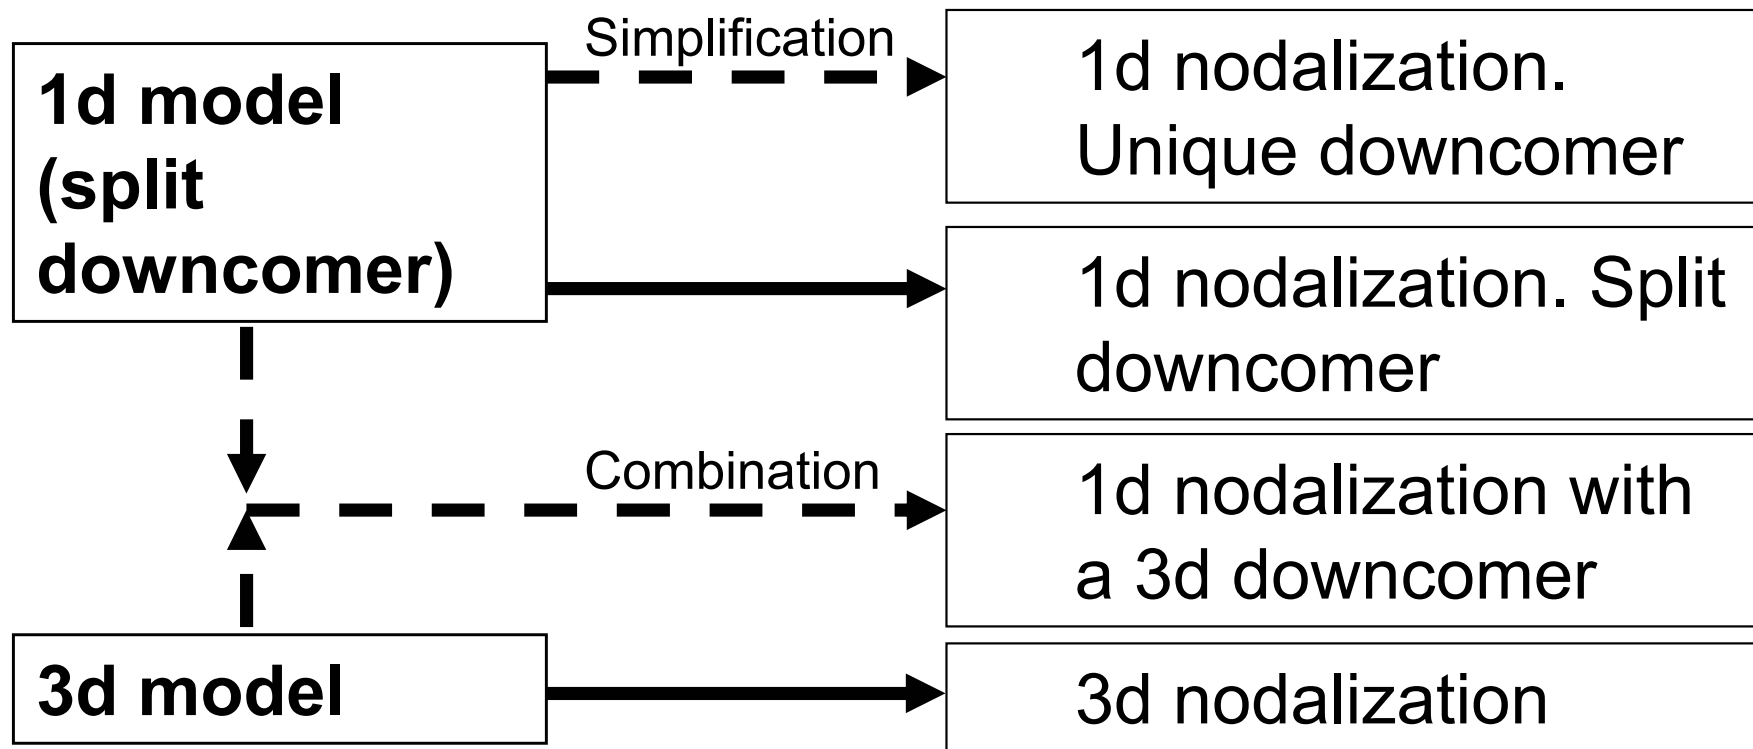 1d model
(split
downcomer)
Simplification
1d nodalization.
Unique downcomer
1d nodalization. Split
downcomer
Combination
1d nodalization with
a 3d downcomer
3d model
3d nodalization